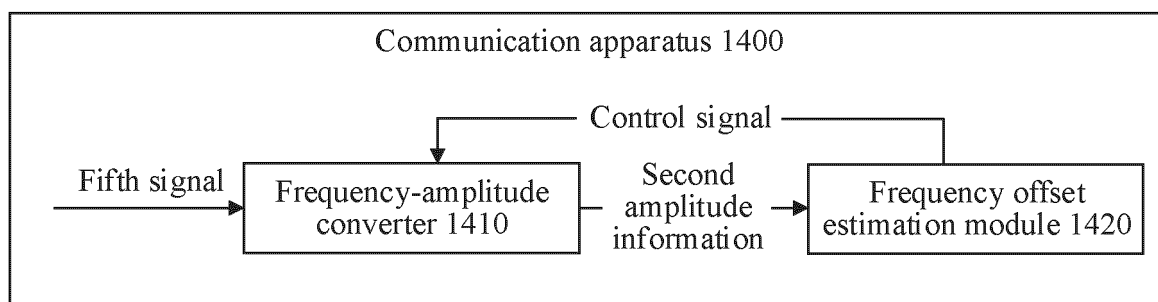 Communication apparatus 1400
Control signal
Fifth signal
Frequency-amplitude
converter 1410
Second
amplitude
information
Frequency offset
estimation module 1420